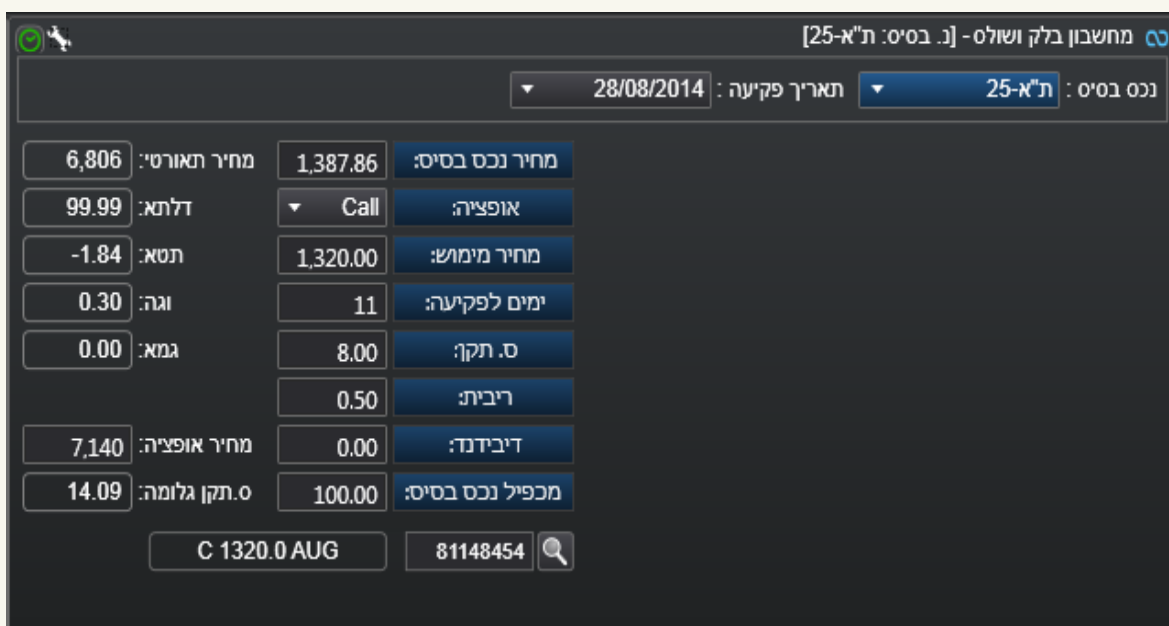 מחשבון בלק ושולס - [נ. בסיס: ת"א-25]
נכס בסיס : ת"א-25 תאריך פקיעה : 28/08/2014
מחיר נכס בסיס: 1,387.86 מחיר תאורטי: 6,806
אופציה: Call דלתא: 99.99
מחיר מימוש: 1,320.00 תטא: -1.84
ימים לפקיעה: 11 וגה: 0.30
ס. תקן: 8.00 גמא: 0.00
ריבית: 0.50
דיבידנד: 0.00 מחיר אופציה: 7,140
מכפיל נכס בסיס: 100.00 ס.תקן גלומה: 14.09
81148454 C 1320.0 AUG